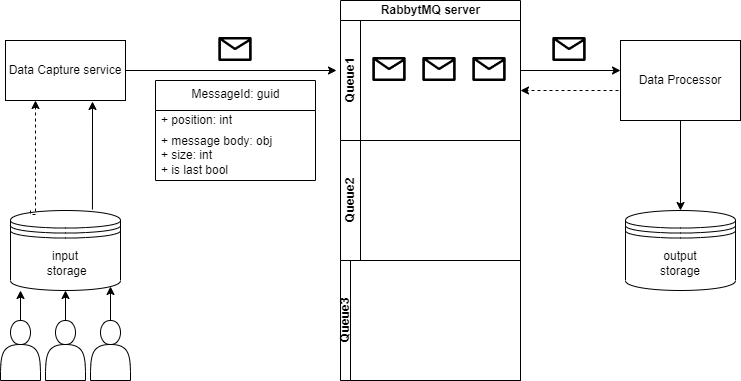 RabbytMQ server
Data Capture service
Queue1
Data Processor
MessageId: guid
+ position: int
+ message body: obj
+ size: int
+ is last bool
Queue2
input
storage
output
storage
Queue3